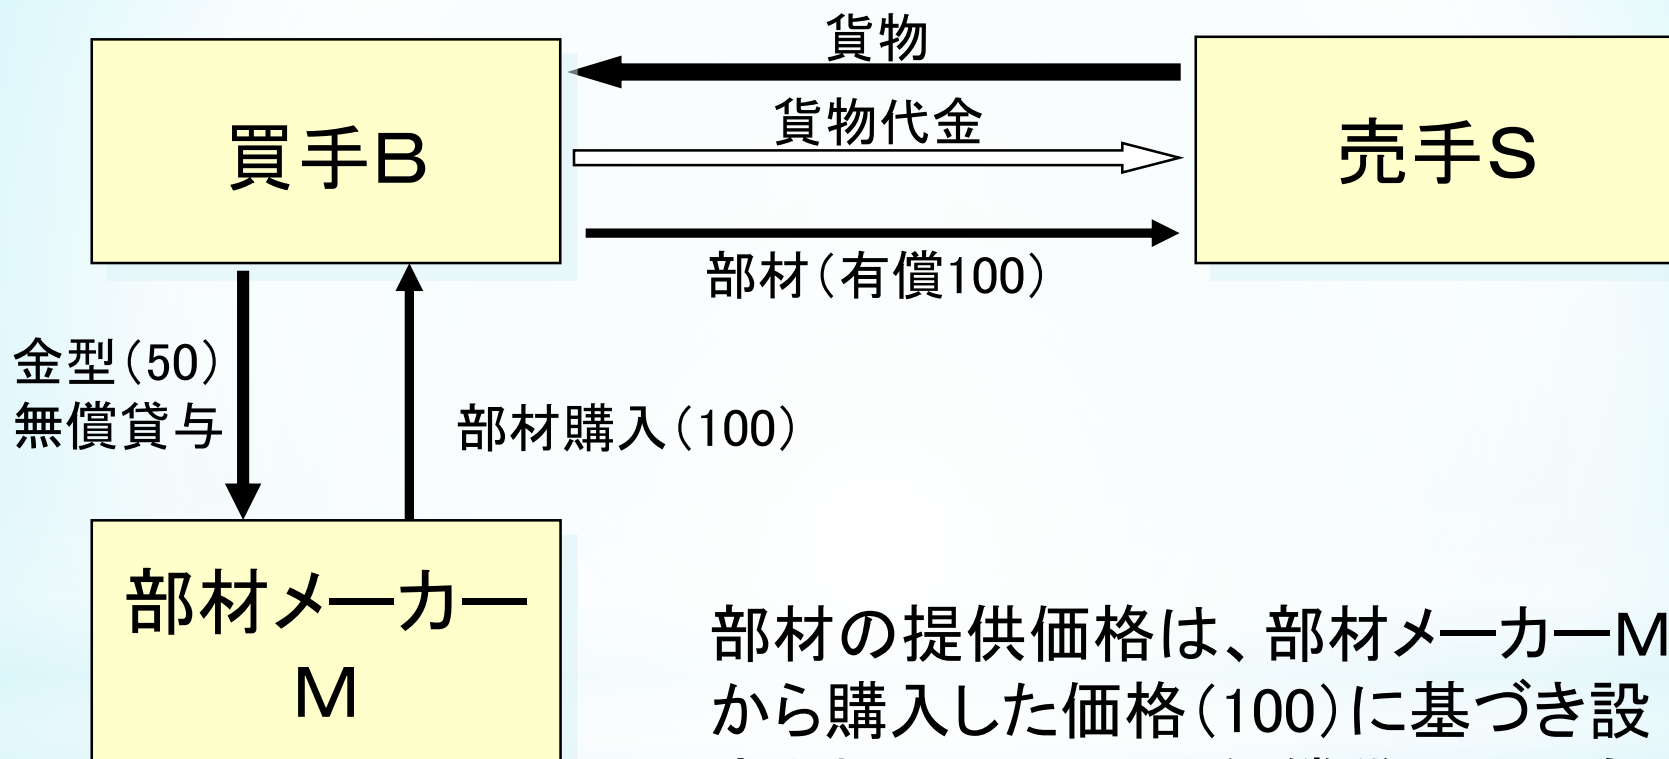 貨物
買手B
貨物代金
売手S
部材（有償100）
金型（50）
無償貸与
部材購入（100）
部材メーカー
M
部材の提供価格は、部材メーカーM
から購入した価格（100）に基づき設